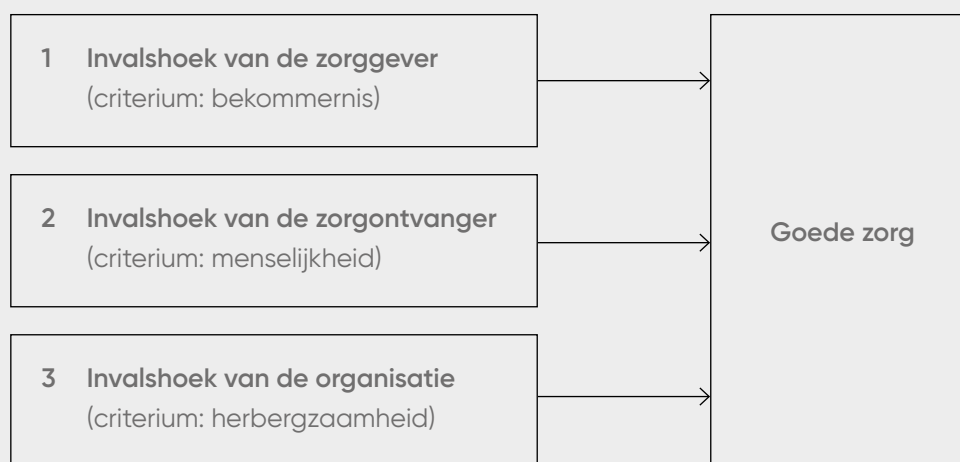 1 Invalshoek van de zorggever
(criterium: bekommernis)
2 Invalshoek van de zorgontvanger
(criterium: menselijkheid)
Goede zorg
3 Invalshoek van de organisatie
(criterium: herbergzaamheid)